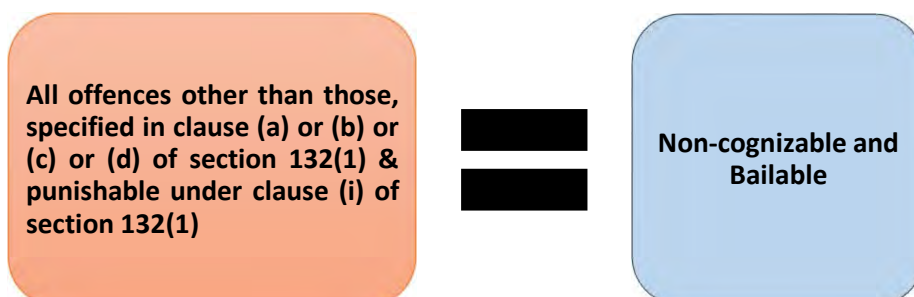 All offences other than those,
specified in clause (a) or (b) or
(c) or (d) of section 132(1) &
punishable under clause (i) of
section 132(1)
Non-cognizable and
Bailable